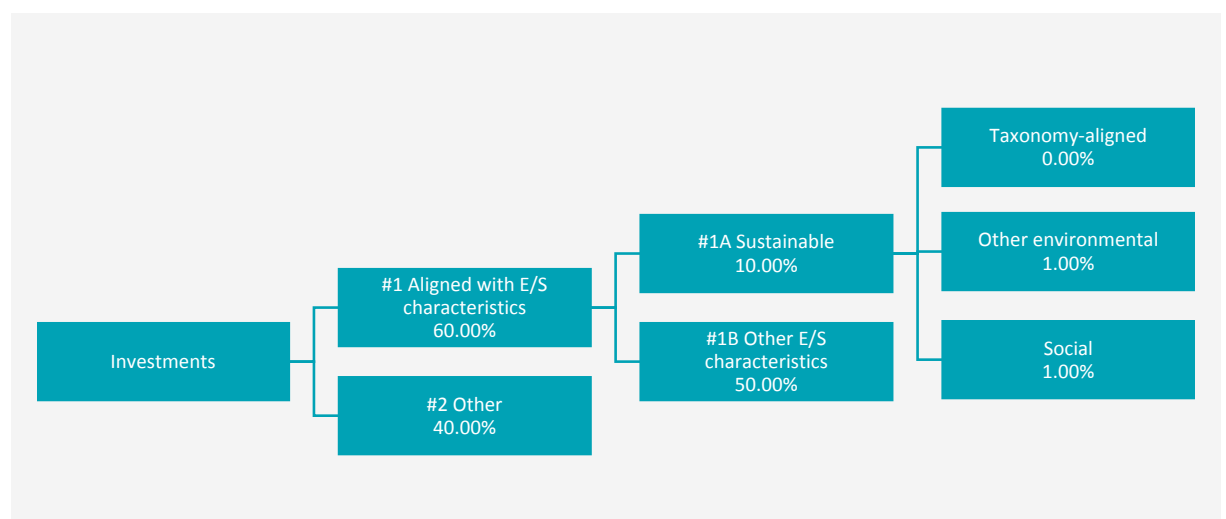 Investments
#1 Aligned with E/S
characteristics
60.00%
#2 Other
40.00%
#1A Sustainable
10.00%
#1B Other E/S
characteristics
50.00%
Taxonomy-aligned
0.00%
Other environmental
1.00%
Social
1.00%